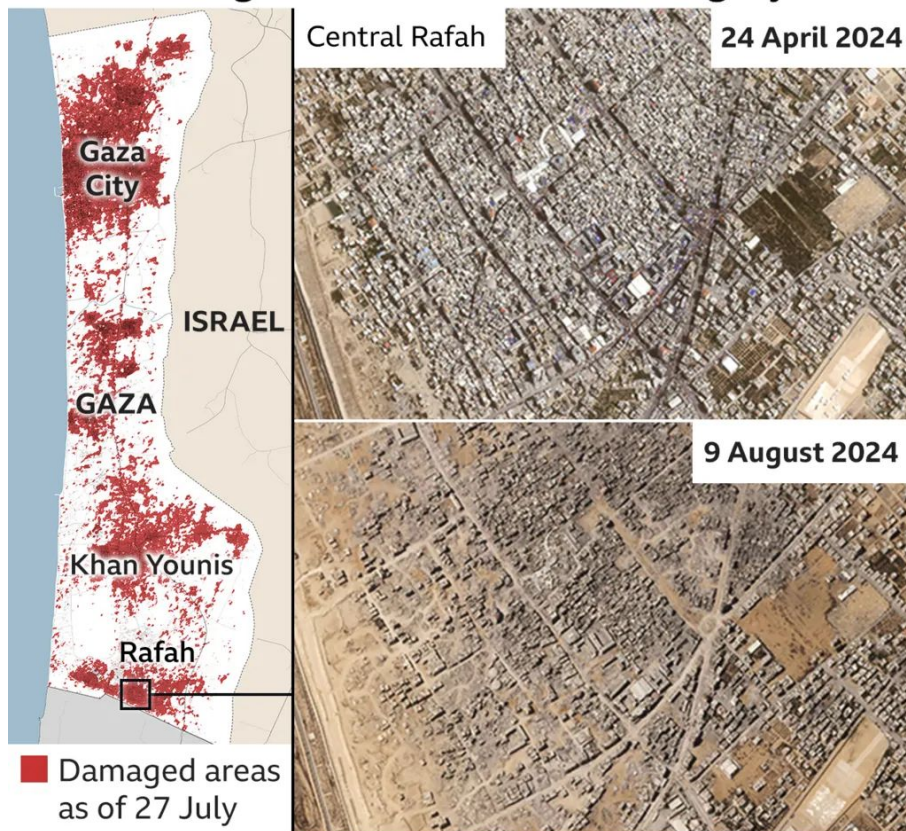 Central Rafah
24 April 2024
Gaza
City
ISRAEL
GAZA
9 August 2024
Khan Younis
Rafah
Damaged areas
as of 27 July